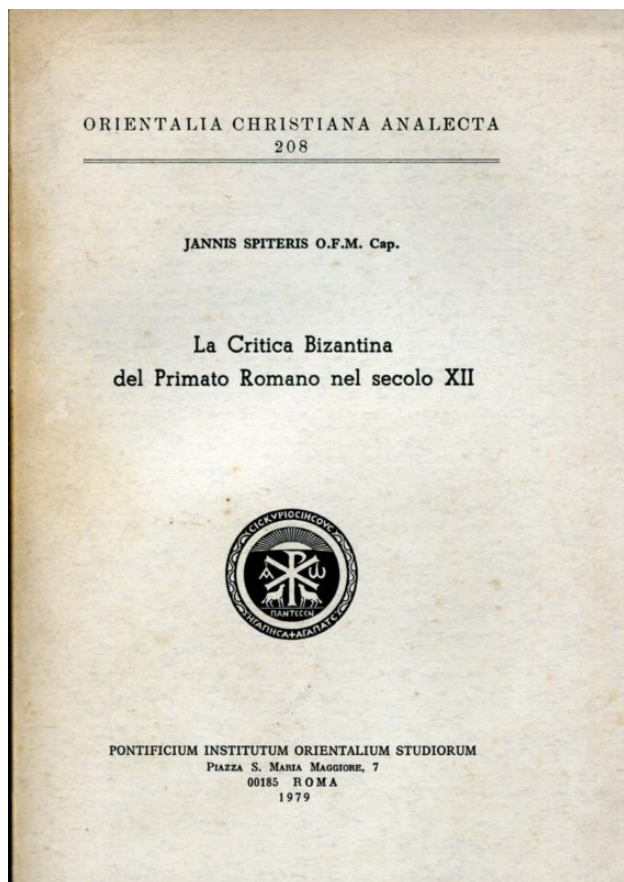 ORIENTALIA CHRISTIANA ANALECTA
208
JANNIS SPITERIS O.F.M. Cap.
La Critica Bizantina
del Primato Romano nel secolo XII
Α Ω
ΠΑΝΤΕCΕΝ
PONTIFICIUM INSTITUTUM ORIENTALIUM STUDIORUM
PIAZZA S. MARIA MAGGIORE, 7
00185 ROMA
1979